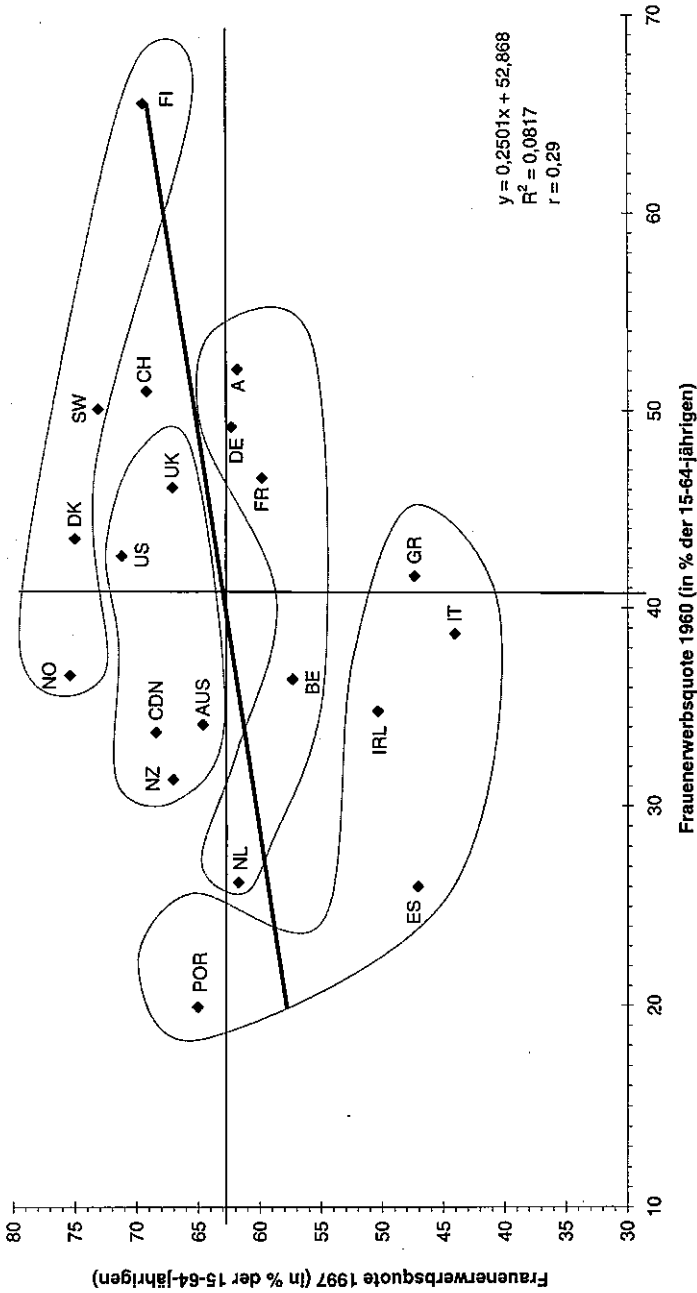 Frauenerwerbsquote 1997 (in % der 15-64-jährigen)
80
75
70
65
60
55
50
45
40
35
30
NO
DK
SW
CH
FI
US
UK
CDN
NZ
AUS
POR
NL
DE
A
FR
BE
IRL
GR
IT
ES
y = 0,2501x + 52,868
R² = 0,0817
r = 0,29
10
20
30
40
50
60
70
Frauenerwerbsquote 1960 (in % der 15-64-jährigen)